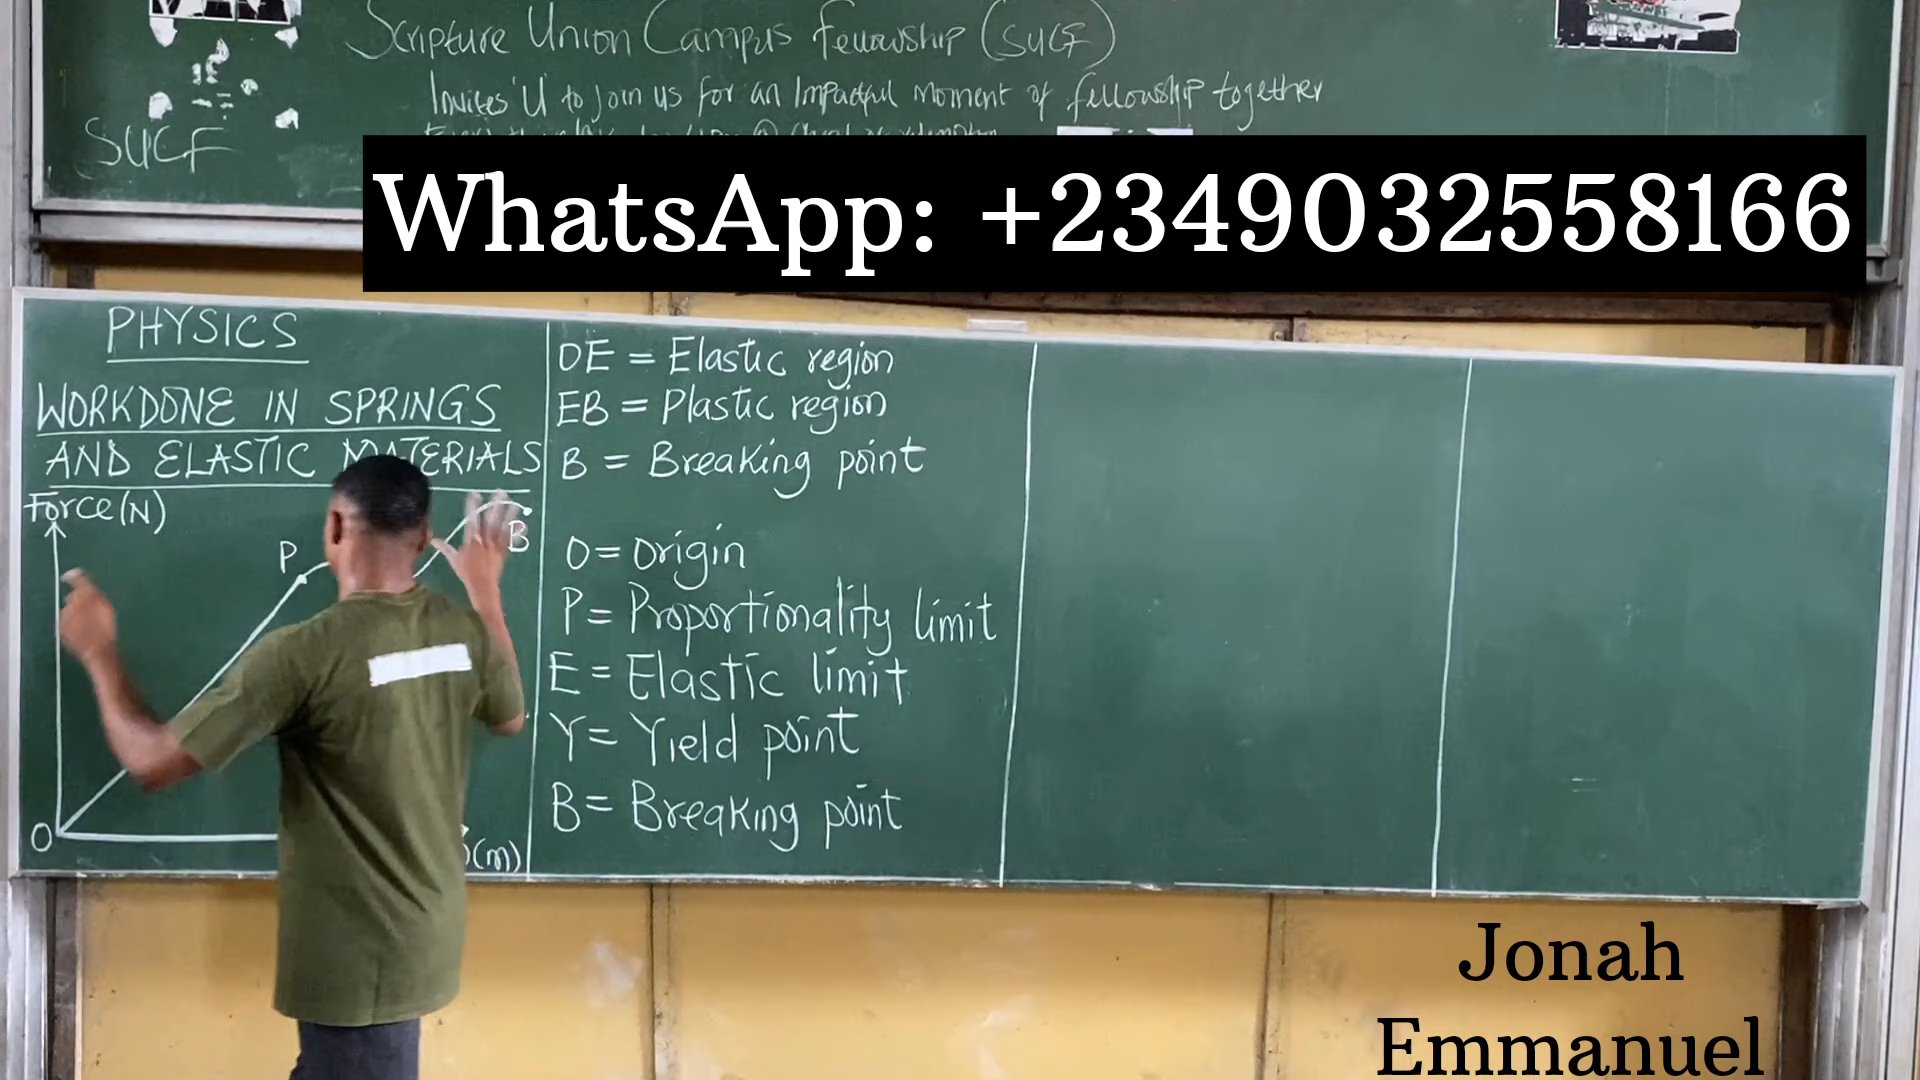 Scripture Union Campus Fellowship (SUCF)
Invites 'U' to join us for an Impactful Moment of fellowship together
SUCF
WhatsApp: +2349032558166
PHYSICS
WORKDONE IN SPRINGS
AND ELASTIC MATERIALS
Force(N)
P
B
O
(m)
OE = Elastic region
EB = Plastic region
B = Breaking point
O = Origin
P = Proportionality limit
E = Elastic limit
Y = Yield point
B = Breaking point
Jonah
Emmanuel